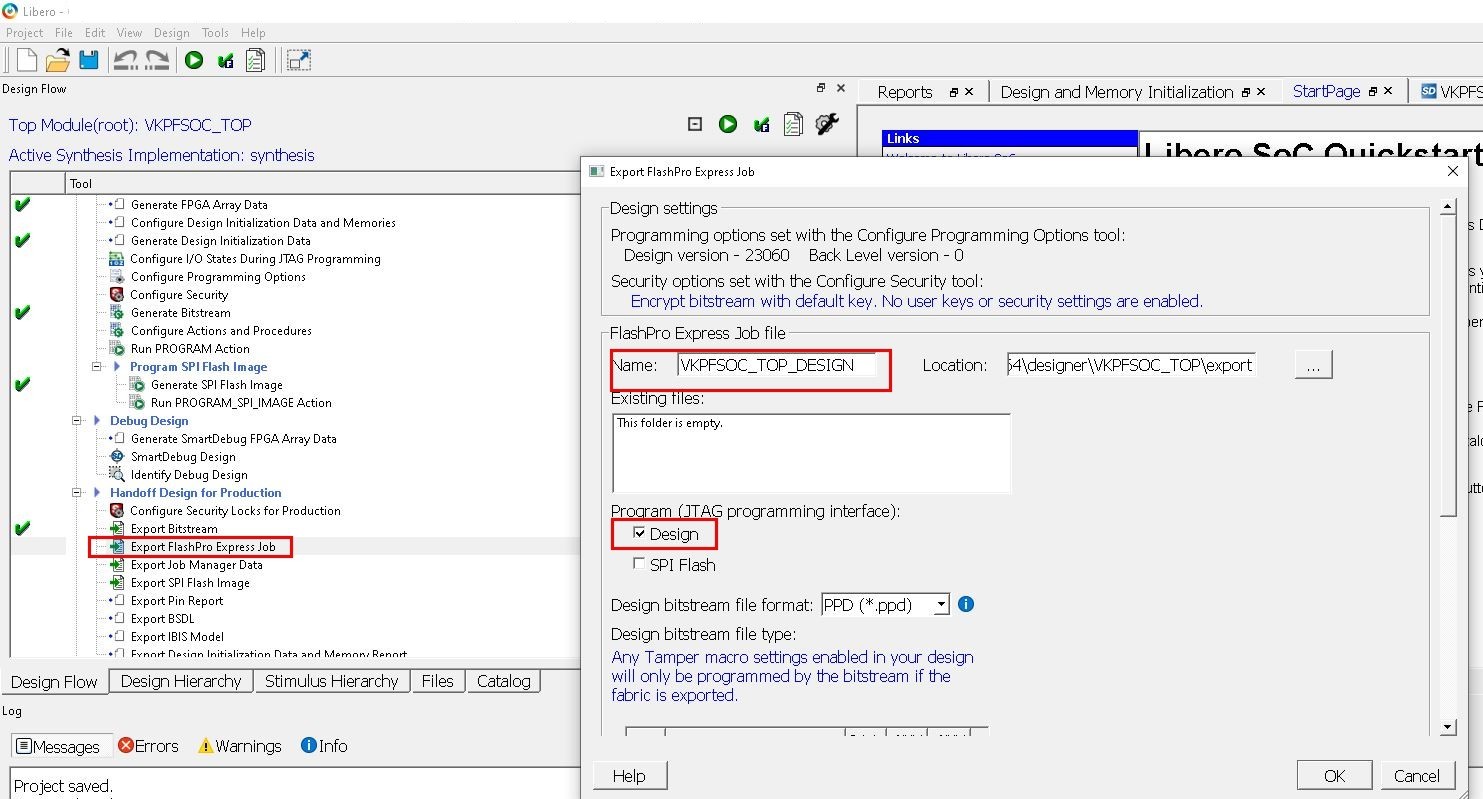 Libero -
Project File Edit View Design Tools Help
Design Flow
Top Module(root): VKPFSOC_TOP
Active Synthesis Implementation: synthesis
Tool
Generate FPGA Array Data
Configure Design Initialization Data and Memories
Generate Design Initialization Data
Configure I/O States During JTAG Programming
Configure Programming Options
Configure Security
Generate Bitstream
Configure Actions and Procedures
Run PROGRAM Action
Program SPI Flash Image
Generate SPI Flash Image
Run PROGRAM_SPI_IMAGE Action
Debug Design
Generate SmartDebug FPGA Array Data
SmartDebug Design
Identify Debug Design
Handoff Design for Production
Configure Security Locks for Production
Export Bitstream
Export FlashPro Express Job
Export Job Manager Data
Export SPI Flash Image
Export Pin Report
Export BSDL
Export IBIS Model
Export Design Initialization Data and Memory Report
Design Flow Design Hierarchy Stimulus Hierarchy Files Catalog
Log
Messages Errors Warnings Info
Project saved.
Reports Design and Memory Initialization StartPage VKPFS
Links
Welcome to Libero SoC
Libero SoC Quickstart
Export FlashPro Express Job
Design settings
Programming options set with the Configure Programming Options tool:
Design version - 23060 Back Level version - 0
Security options set with the Configure Security tool:
Encrypt bitstream with default key. No user keys or security settings are enabled.
FlashPro Express Job file
Name: VKPFSOC_TOP_DESIGN Location: 54\designer\VKPFSOC_TOP\export ...
Existing files:
This folder is empty.
Program (JTAG programming interface):
Design
SPI Flash
Design bitstream file format: PPD (*.ppd)
Design bitstream file type:
Any Tamper macro settings enabled in your design
will only be programmed by the bitstream if the
fabric is exported.
Help OK Cancel